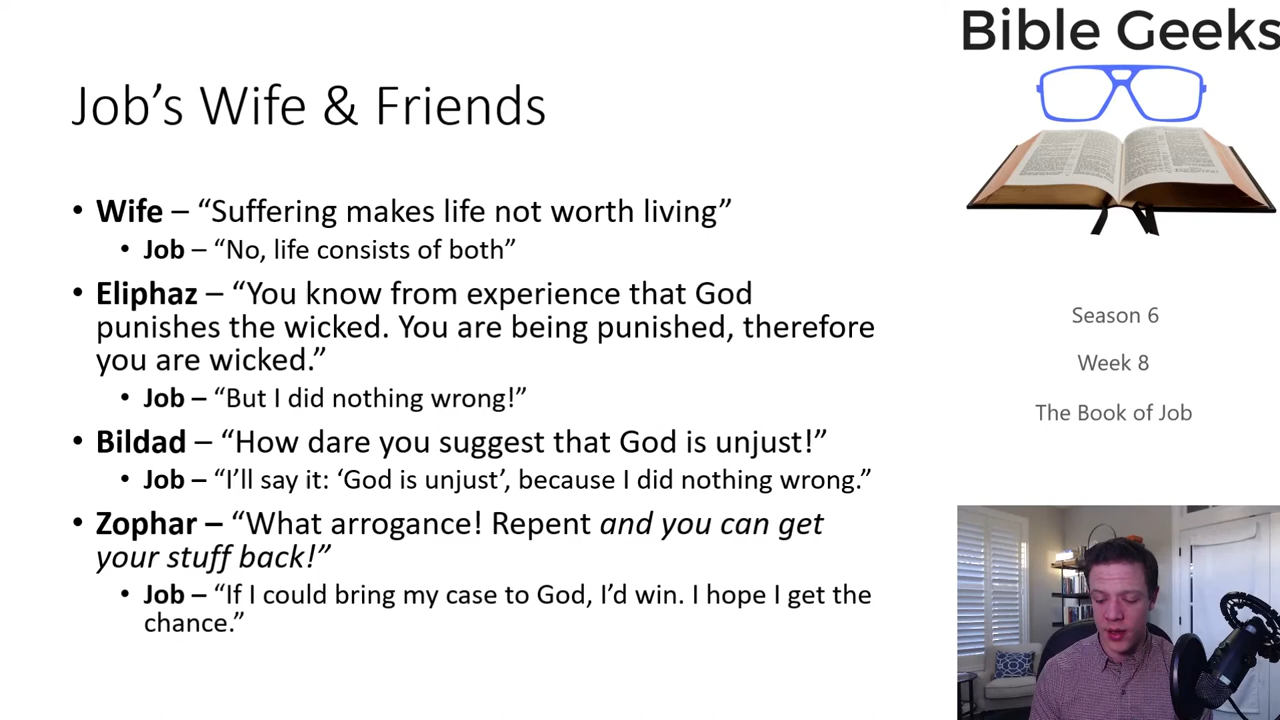 Bible Geeks
Job’s Wife & Friends
• Wife – “Suffering makes life not worth living”
• Job – “No, life consists of both”
• Eliphaz – “You know from experience that God
punishes the wicked. You are being punished, therefore
you are wicked.”
• Job – “But I did nothing wrong!”
• Bildad – “How dare you suggest that God is unjust!”
• Job – “I’ll say it: ‘God is unjust’, because I did nothing wrong.”
• Zophar – “What arrogance! Repent and you can get
your stuff back!”
• Job – “If I could bring my case to God, I’d win. I hope I get the
chance.”
Season 6
Week 8
The Book of Job